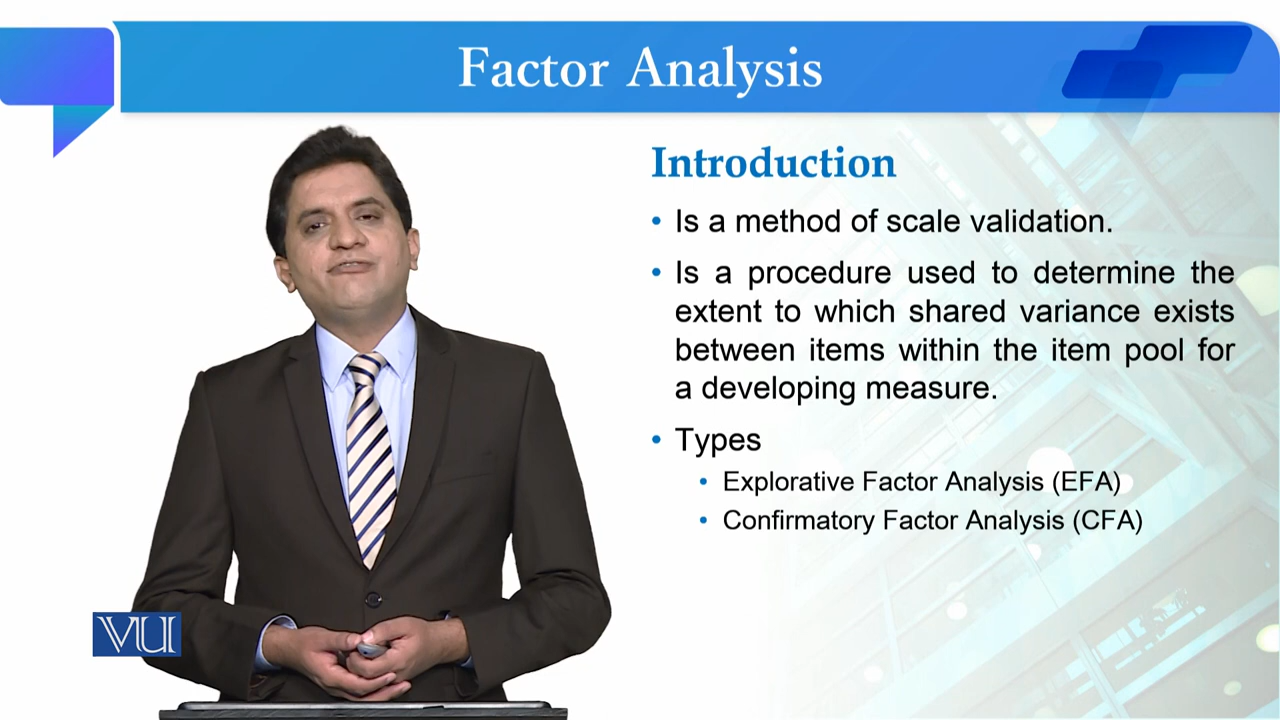 Factor Analysis
Introduction
• Is a method of scale validation.
• Is a procedure used to determine the
extent to which shared variance exists
between items within the item pool for
a developing measure.
• Types
• Explorative Factor Analysis (EFA)
• Confirmatory Factor Analysis (CFA)
VU